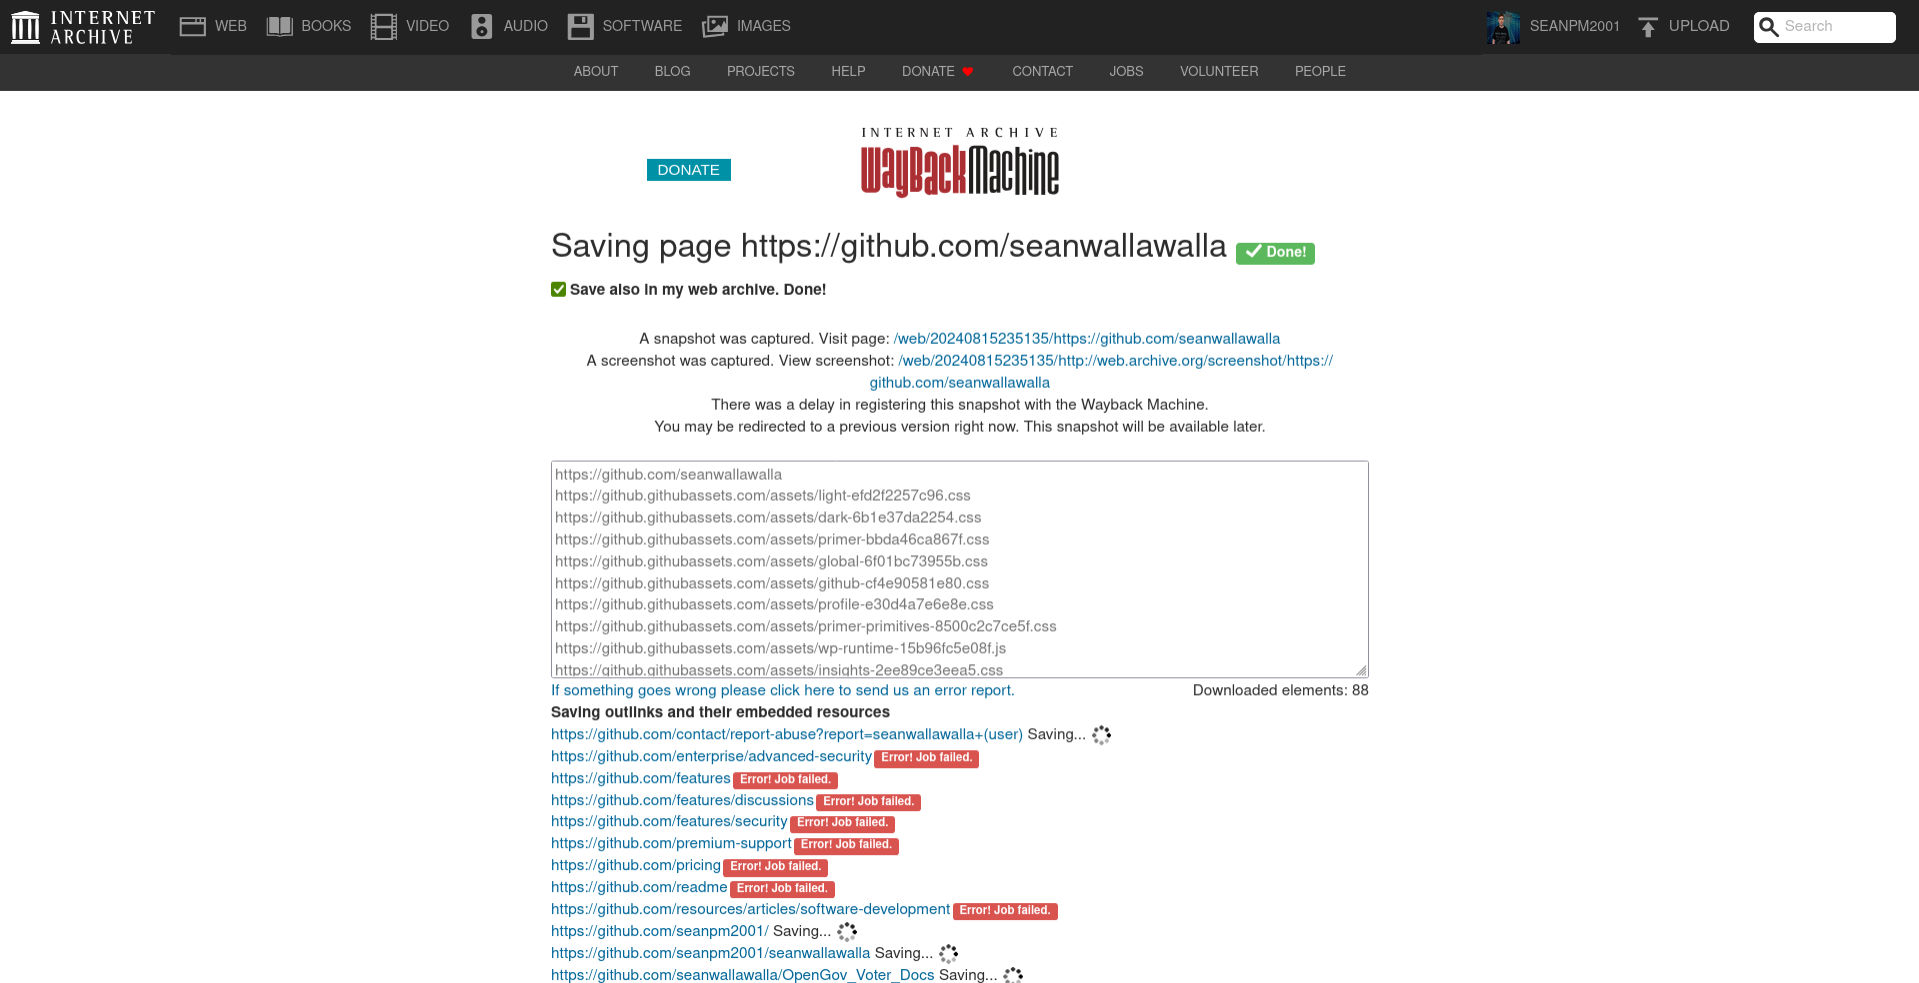 INTERNET ARCHIVE
WEB
BOOKS
VIDEO
AUDIO
SOFTWARE
IMAGES
SEANPM2001
UPLOAD
Search
ABOUT
BLOG
PROJECTS
HELP
DONATE
CONTACT
JOBS
VOLUNTEER
PEOPLE
INTERNET ARCHIVE
WayBackMachine
DONATE
Saving page https://github.com/seanwallawalla Done!
Save also in my web archive. Done!
A snapshot was captured. Visit page: /web/20240815235135/https://github.com/seanwallawalla
A screenshot was captured. View screenshot: /web/20240815235135/http://web.archive.org/screenshot/https://
github.com/seanwallawalla
There was a delay in registering this snapshot with the Wayback Machine.
You may be redirected to a previous version right now. This snapshot will be available later.
https://github.com/seanwallawalla
https://github.githubassets.com/assets/light-efd2f2257c96.css
https://github.githubassets.com/assets/dark-6b1e37da2254.css
https://github.githubassets.com/assets/primer-bbda46ca867f.css
https://github.githubassets.com/assets/global-6f01bc73955b.css
https://github.githubassets.com/assets/github-cf4e90581e80.css
https://github.githubassets.com/assets/profile-e30d4a7e6e8e.css
https://github.githubassets.com/assets/primer-primitives-8500c2c7ce5f.css
https://github.githubassets.com/assets/wp-runtime-15b96fc5e08f.js
https://github.githubassets.com/assets/insights-2ee89ce3eea5.css
If something goes wrong please click here to send us an error report.
Downloaded elements: 88
Saving outlinks and their embedded resources
https://github.com/contact/report-abuse?report=seanwallawalla+(user) Saving...
https://github.com/enterprise/advanced-security Error! Job failed.
https://github.com/features Error! Job failed.
https://github.com/features/discussions Error! Job failed.
https://github.com/features/security Error! Job failed.
https://github.com/premium-support Error! Job failed.
https://github.com/pricing Error! Job failed.
https://github.com/readme Error! Job failed.
https://github.com/resources/articles/software-development Error! Job failed.
https://github.com/seanpm2001/ Saving...
https://github.com/seanpm2001/seanwallawalla Saving...
https://github.com/seanwallawalla/OpenGov_Voter_Docs Saving...